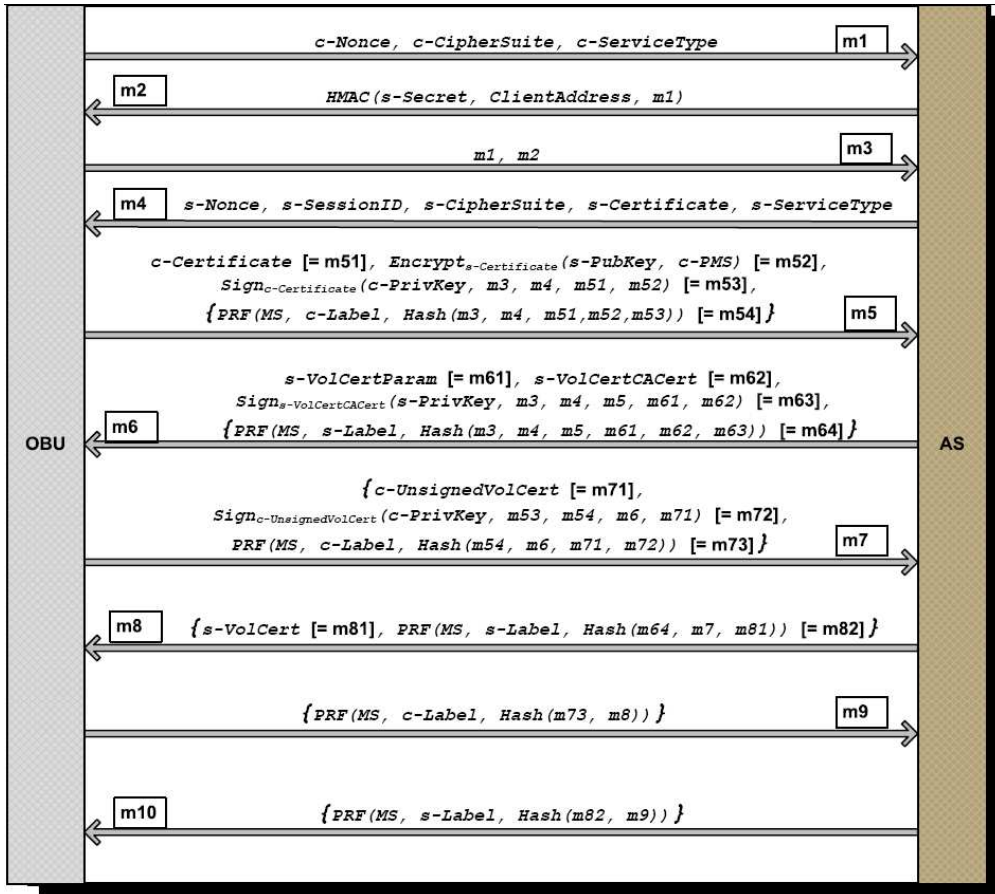 c-Nonce, c-CipherSuite, c-ServiceType
m1
m2
HMAC(s-Secret, ClientAddress, m1)
m1, m2
m3
m4
s-Nonce, s-SessionID, s-CipherSuite, s-Certificate, s-ServiceType
c-Certificate [= m51], Encrypts-Certificate(s-PubKey, c-PMS) [= m52],
Signc-Certificate(c-PrivKey, m3, m4, m51, m52) [= m53],
{PRF(MS, c-Label, Hash(m3, m4, m51,m52,m53)) [= m54]}
m5
s-VolCertParam [= m61], s-VolCertCACert [= m62],
Signs-VolCertCACert(s-PrivKey, m3, m4, m5, m61, m62) [= m63],
m6
{PRF(MS, s-Label, Hash(m3, m4, m5, m61, m62, m63)) [= m64]}
OBU
AS
{c-UnsignedVolCert [= m71],
Signc-UnsignedVolCert(c-PrivKey, m53, m54, m6, m71) [= m72],
PRF(MS, c-Label, Hash(m54, m6, m71, m72)) [= m73]}
m7
m8
{s-VolCert [= m81], PRF(MS, s-Label, Hash(m64, m7, m81)) [= m82]}
{PRF(MS, c-Label, Hash(m73, m8))}
m9
m10
{PRF(MS, s-Label, Hash(m82, m9))}